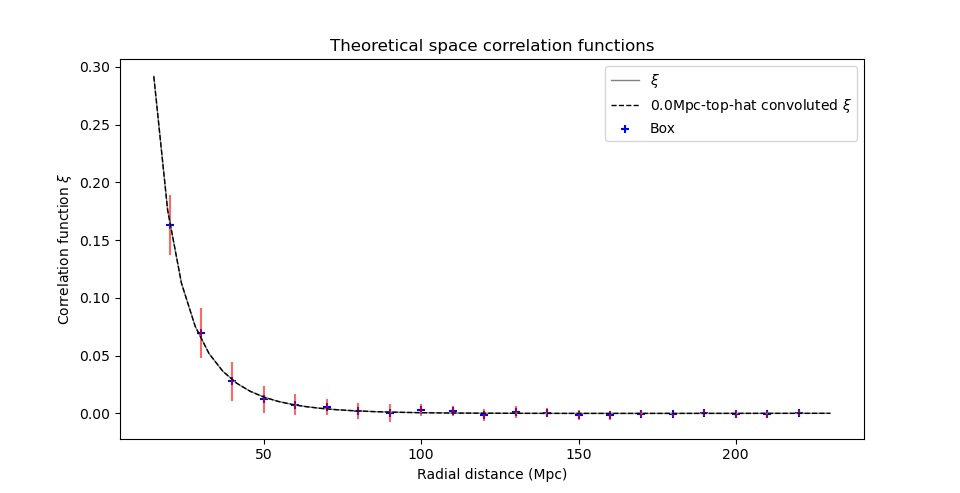 Theoretical space correlation functions
ξ
0.0Mpc-top-hat convoluted ξ
Box
Correlation function ξ
0.30
0.25
0.20
0.15
0.10
0.05
0.00
50
100
150
200
Radial distance (Mpc)